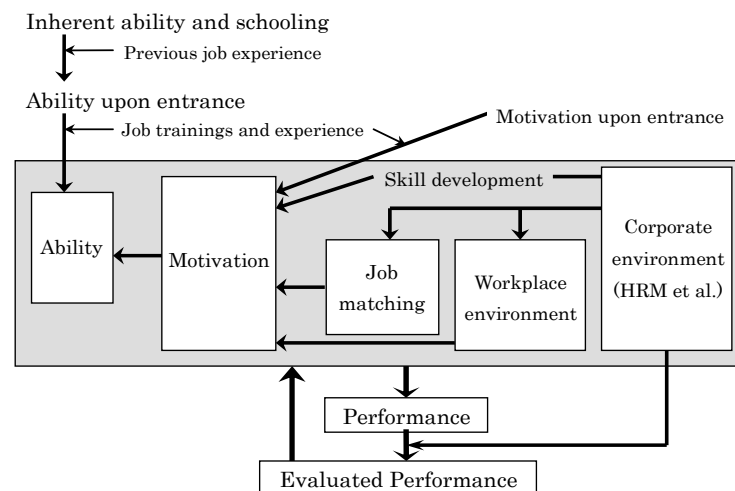 Inherent ability and schooling
Previous job experience
Ability upon entrance
Motivation upon entrance
Job trainings and experience
Skill development
Ability
Motivation
Job
matching
Workplace
environment
Corporate
environment
(HRM et al.)
Performance
Evaluated Performance